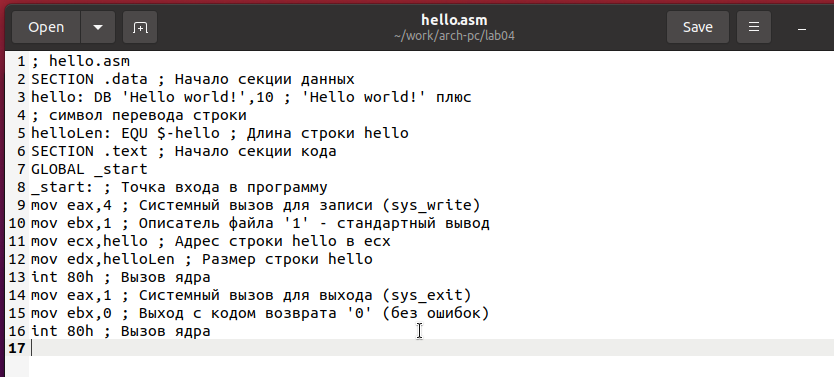 Open
hello.asm
~/work/arch-pc/lab04
Save
1 ; hello.asm
2 SECTION .data ; Начало секции данных
3 hello: DB 'Hello world!',10 ; 'Hello world!' плюс
4 ; символ перевода строки
5 helloLen: EQU $-hello ; Длина строки hello
6 SECTION .text ; Начало секции кода
7 GLOBAL _start
8 _start: ; Точка входа в программу
9 mov eax,4 ; Системный вызов для записи (sys_write)
10 mov ebx,1 ; Описатель файла '1' - стандартный вывод
11 mov ecx,hello ; Адрес строки hello в ecx
12 mov edx,helloLen ; Размер строки hello
13 int 80h ; Вызов ядра
14 mov eax,1 ; Системный вызов для выхода (sys_exit)
15 mov ebx,0 ; Выход с кодом возврата '0' (без ошибок)
16 int 80h ; Вызов ядра
17